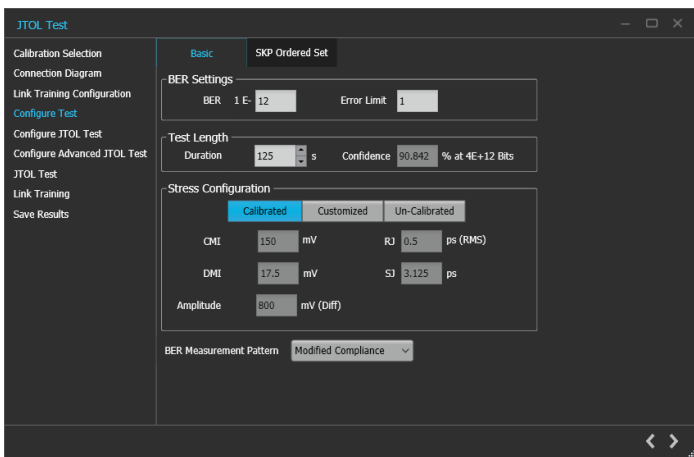 JTOL Test
Calibration Selection
Connection Diagram
Link Training Configuration
Configure Test
Configure JTOL Test
Configure Advanced JTOL Test
JTOL Test
Link Training
Save Results
Basic SKP Ordered Set
BER Settings
BER 1 E- 12 Error Limit 1
Test Length
Duration 125 s Confidence 90.842 % at 4E+12 Bits
Stress Configuration
Calibrated Customized Un-Calibrated
CMI 150 mV RJ 0.5 ps (RMS)
DMI 17.5 mV SJ 3.125 ps
Amplitude 800 mV (Diff)
BER Measurement Pattern Modified Compliance